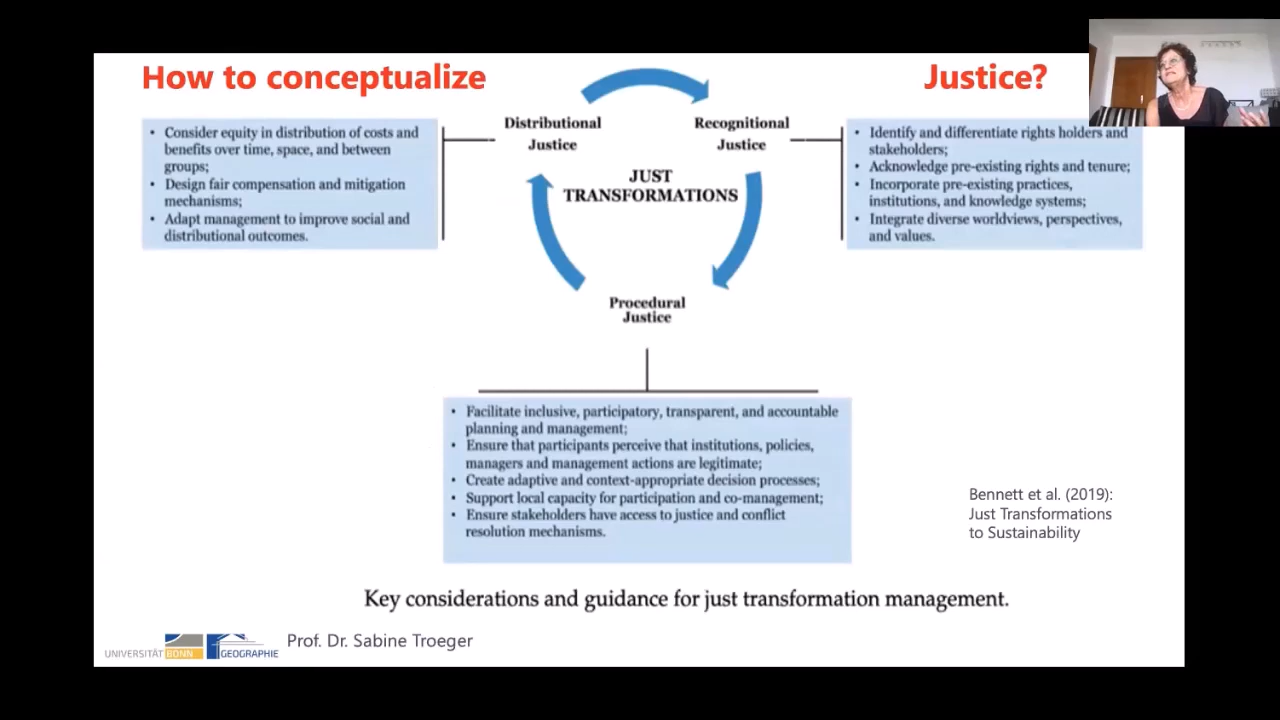 How to conceptualize
Justice?
• Consider equity in distribution of costs and
benefits over time, space, and between
groups;
• Design fair compensation and mitigation
mechanisms;
• Adapt management to improve social and
distributional outcomes.
Distributional
Justice
Recognitional
Justice
JUST
TRANSFORMATIONS
• Identify and differentiate rights holders and
stakeholders;
• Acknowledge pre-existing rights and tenure;
• Incorporate pre-existing practices,
institutions, and knowledge systems;
• Integrate diverse worldviews, perspectives,
and values.
Procedural
Justice
• Facilitate inclusive, participatory, transparent, and accountable
planning and management;
• Ensure that participants perceive that institutions, policies,
managers and management actions are legitimate;
• Create adaptive and context-appropriate decision processes;
• Support local capacity for participation and co-management;
• Ensure stakeholders have access to justice and conflict
resolution mechanisms.
Bennett et al. (2019):
Just Transformations
to Sustainability
Key considerations and guidance for just transformation management.
UNIVERSITÄT BONN
GEOGRAPHIE
Prof. Dr. Sabine Troeger